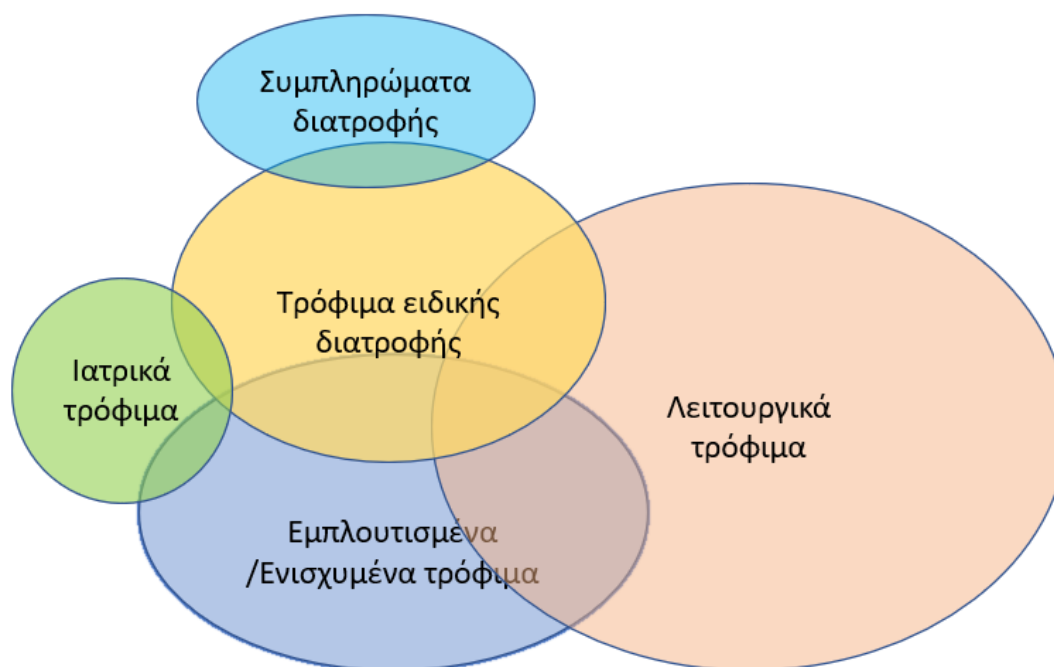 Συμπληρώματα
διατροφής
Τρόφιμα ειδικής
διατροφής
Ιατρικά
τρόφιμα
Λειτουργικά
τρόφιμα
Εμπλουτισμένα
/Ενισχυμένα τρόφιμα